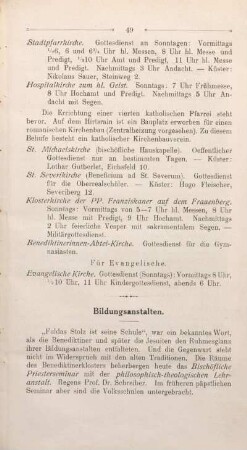 — 49 —
Stadtpfarrkirche. Gottesdienst an Sonntagen: Vormittags
¼6, 8 und 6¾ Uhr hl. Messen, 8 Uhr hl. Messe und
Predigt, ½10 Uhr Amt und Predigt, 11 Uhr hl. Messe
und Predigt. Nachmittags 3 Uhr Andacht. — Küster:
Nikolaus Sauer, Steinweg 2.
Hospitalkirche zum hl. Geist. Sonntags: 7 Uhr Frühmesse,
8 Uhr Hochamt und Predigt. Nachmittags 5 Uhr An-
dacht mit Segen.
Die Errichtung einer vierten katholischen Pfarrei steht
bevor. Auf dem Hirtsrain ist ein Bauplatz erworben für einen
romanischen Kirchenbau (Zentralheizung vorgesehen). Zu diesem
Behufe besteht ein katholischer Kirchenbauverein.
St. Michaelskirche (bischöfliche Hauskapelle). Oeffentlicher
Gottesdienst nur an bestimmten Tagen. — Küster:
Lothar Gutberlet, Eichsfeld 10.
St. Severikirche (Beneficium ad St. Severum). Gottesdienst
für die Oberrealschüler. — Küster: Hugo Fleischer,
Severiberg 12.
Klosterkirche der PP. Franziskaner auf dem Frauenberg.
Sonntags: Vormittags von 5—7 Uhr hl. Messen, 8 Uhr
hl. Messe mit Predigt, 9 Uhr Hochamt. Nachmittags
2 Uhr feierliche Vesper mit sakramentalem Segen. —
Militärgottesdienst.
Benediktinerinnen-Abtei-Kirche. Gottesdienst für die Gym-
nasiasten.
Für Evangelische.
Evangelische Kirche. Gottesdienst (Sonntags): Vormittags 8 Uhr,
½10 Uhr, 11 Uhr Kindergottesdienst, abends 6 Uhr.
Bildungsanstalten.
„Fuldas Stolz ist seine Schule“, war ein bekanntes Wort,
als die Benediktiner und später die Jesuiten den Ruhmesglanz
ihrer Bildungsanstalten entfalteten. Und die Gegenwart steht
nicht im Widerspruch mit den alten Traditionen. Die Räume
des Benediktinerklosters beherbergen heute das Bischöfliche
Priesterseminar mit der philosophisch-theologischen Lehr-
anstalt. Regens Prof. Dr. Schreiber. Im früheren päpstlichen
Seminar aber sind die Volksschulen untergebracht.